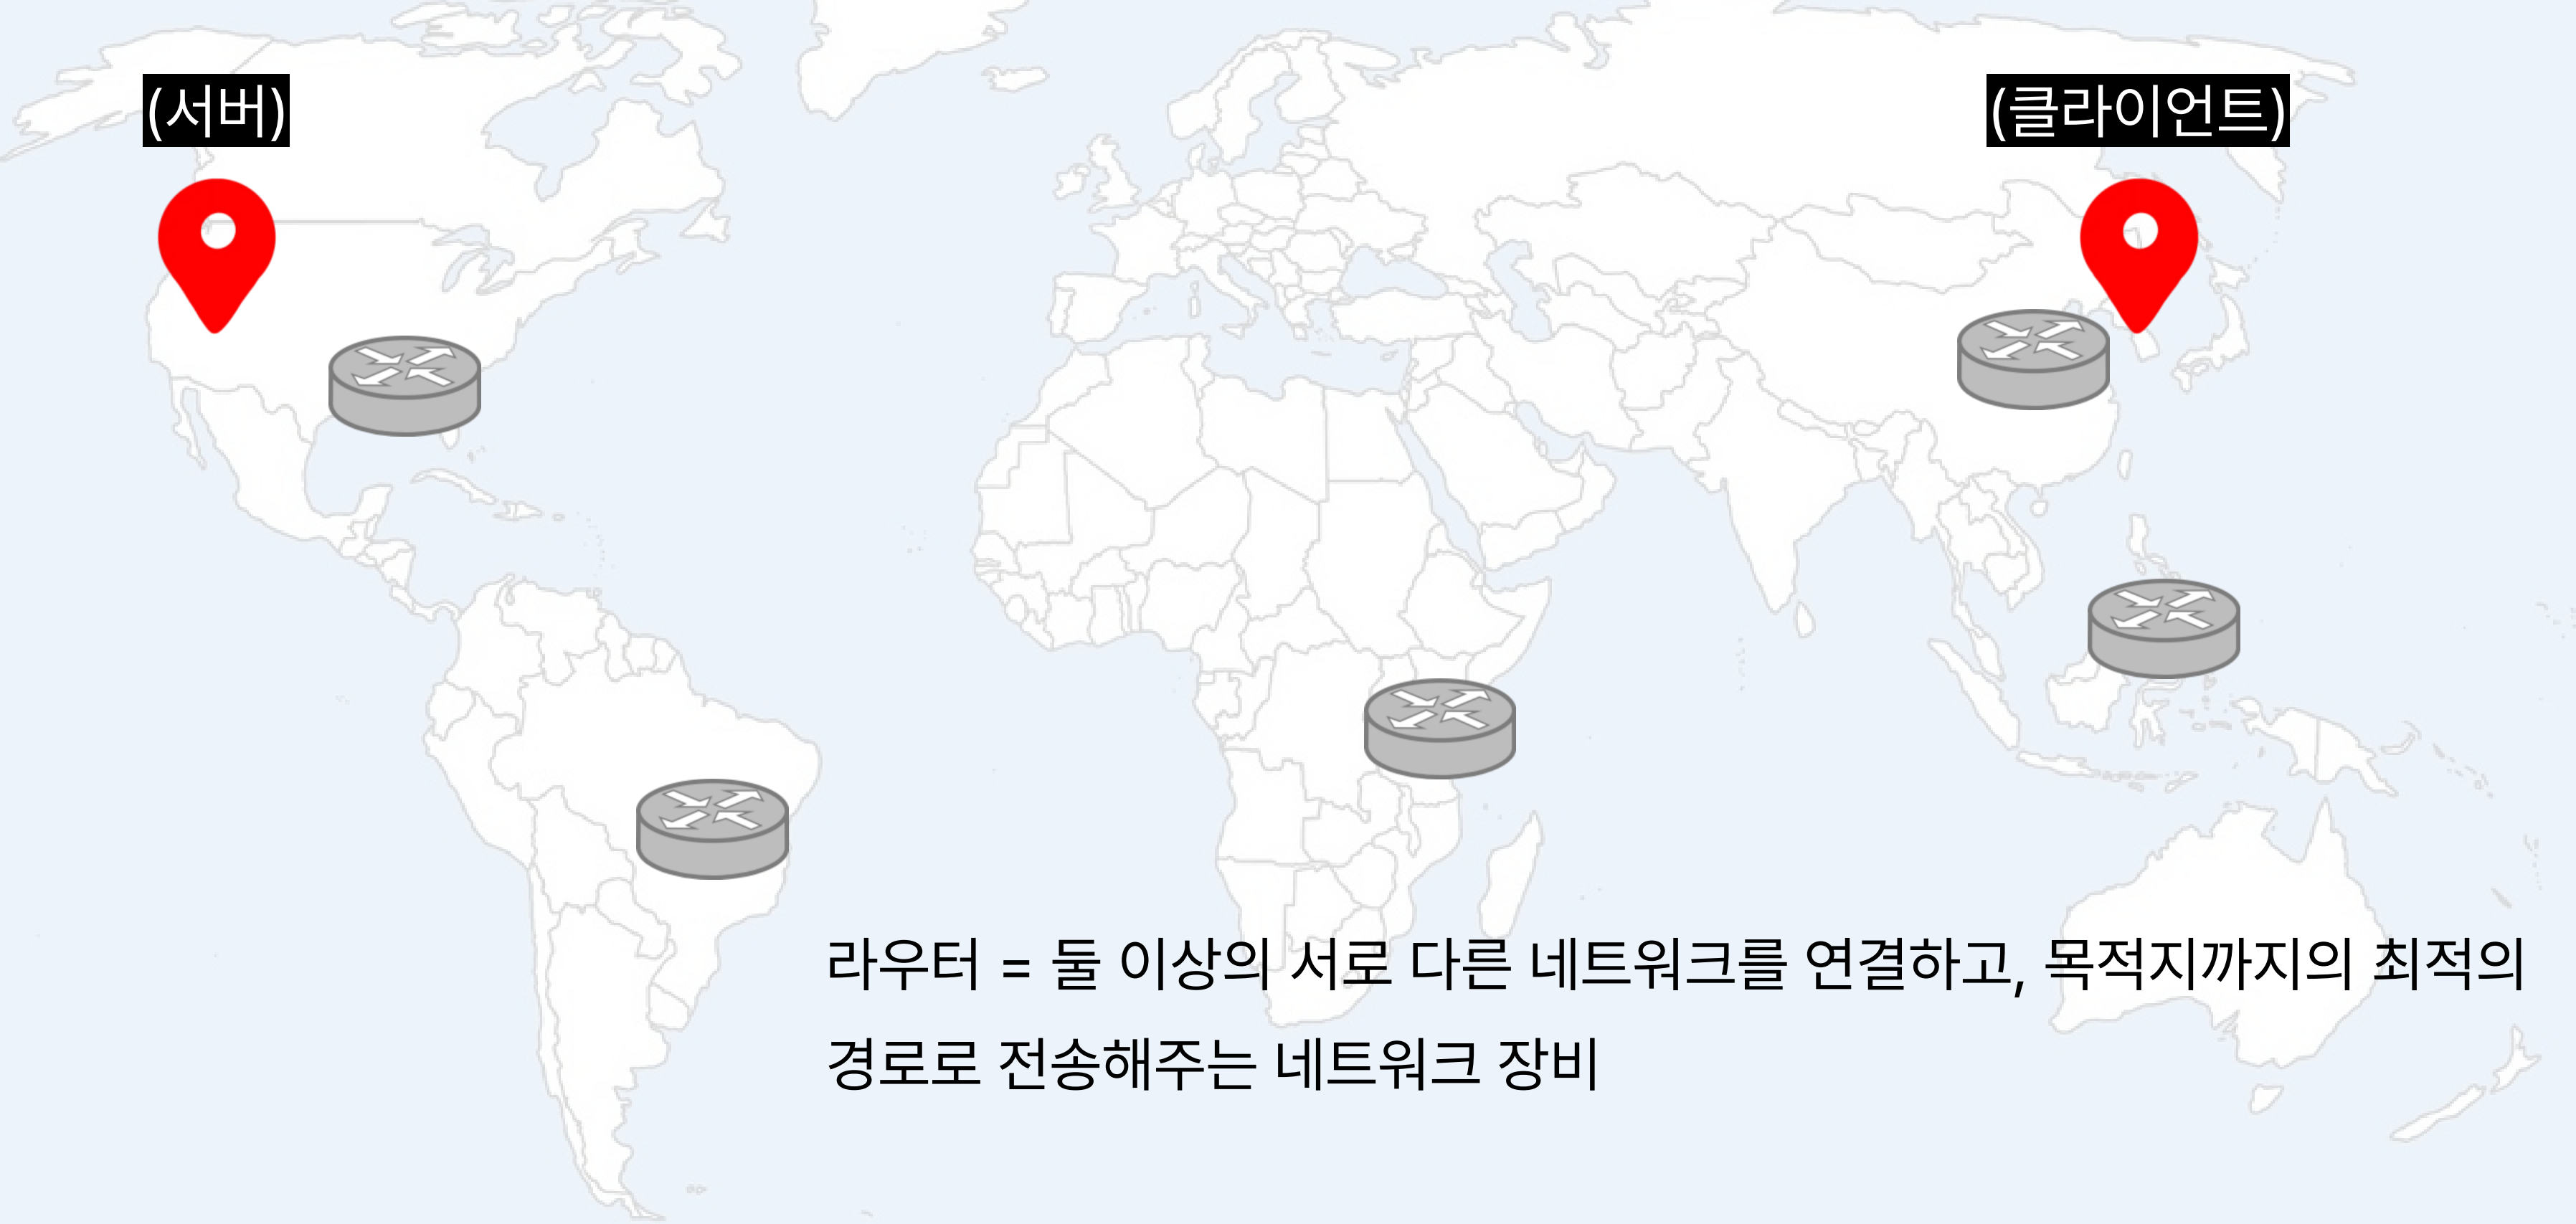 (서버)
(클라이언트)
라우터 = 둘 이상의 서로 다른 네트워크를 연결하고, 목적지까지의 최적의
경로로 전송해주는 네트워크 장비